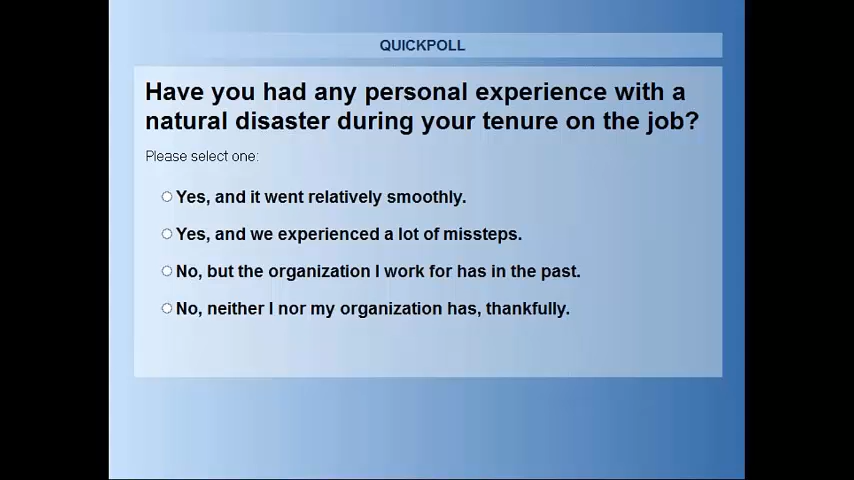 QUICKPOLL
Have you had any personal experience with a
natural disaster during your tenure on the job?
Please select one:
Yes, and it went relatively smoothly.
Yes, and we experienced a lot of missteps.
No, but the organization I work for has in the past.
No, neither I nor my organization has, thankfully.